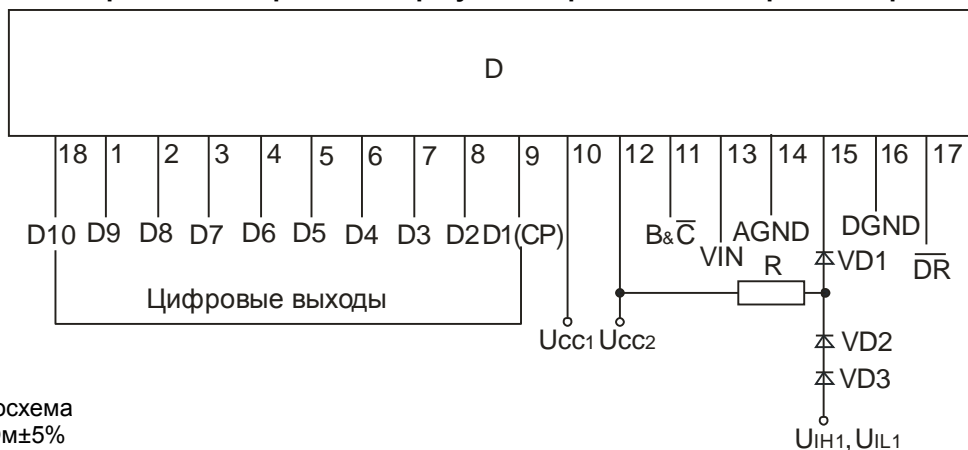 D
18 1 2 3 4 5 6 7 8 9 10 12 11 13 14 15 16 17
D10 D9 D8 D7 D6 D5 D4 D3 D2 D1(CP)
B&C̅ VIN AGND DGND D̅R̅
R VD1
Цифровые выходы
Ucc1 Ucc2
VD2
VD3
UIH1, UIL1
±5%